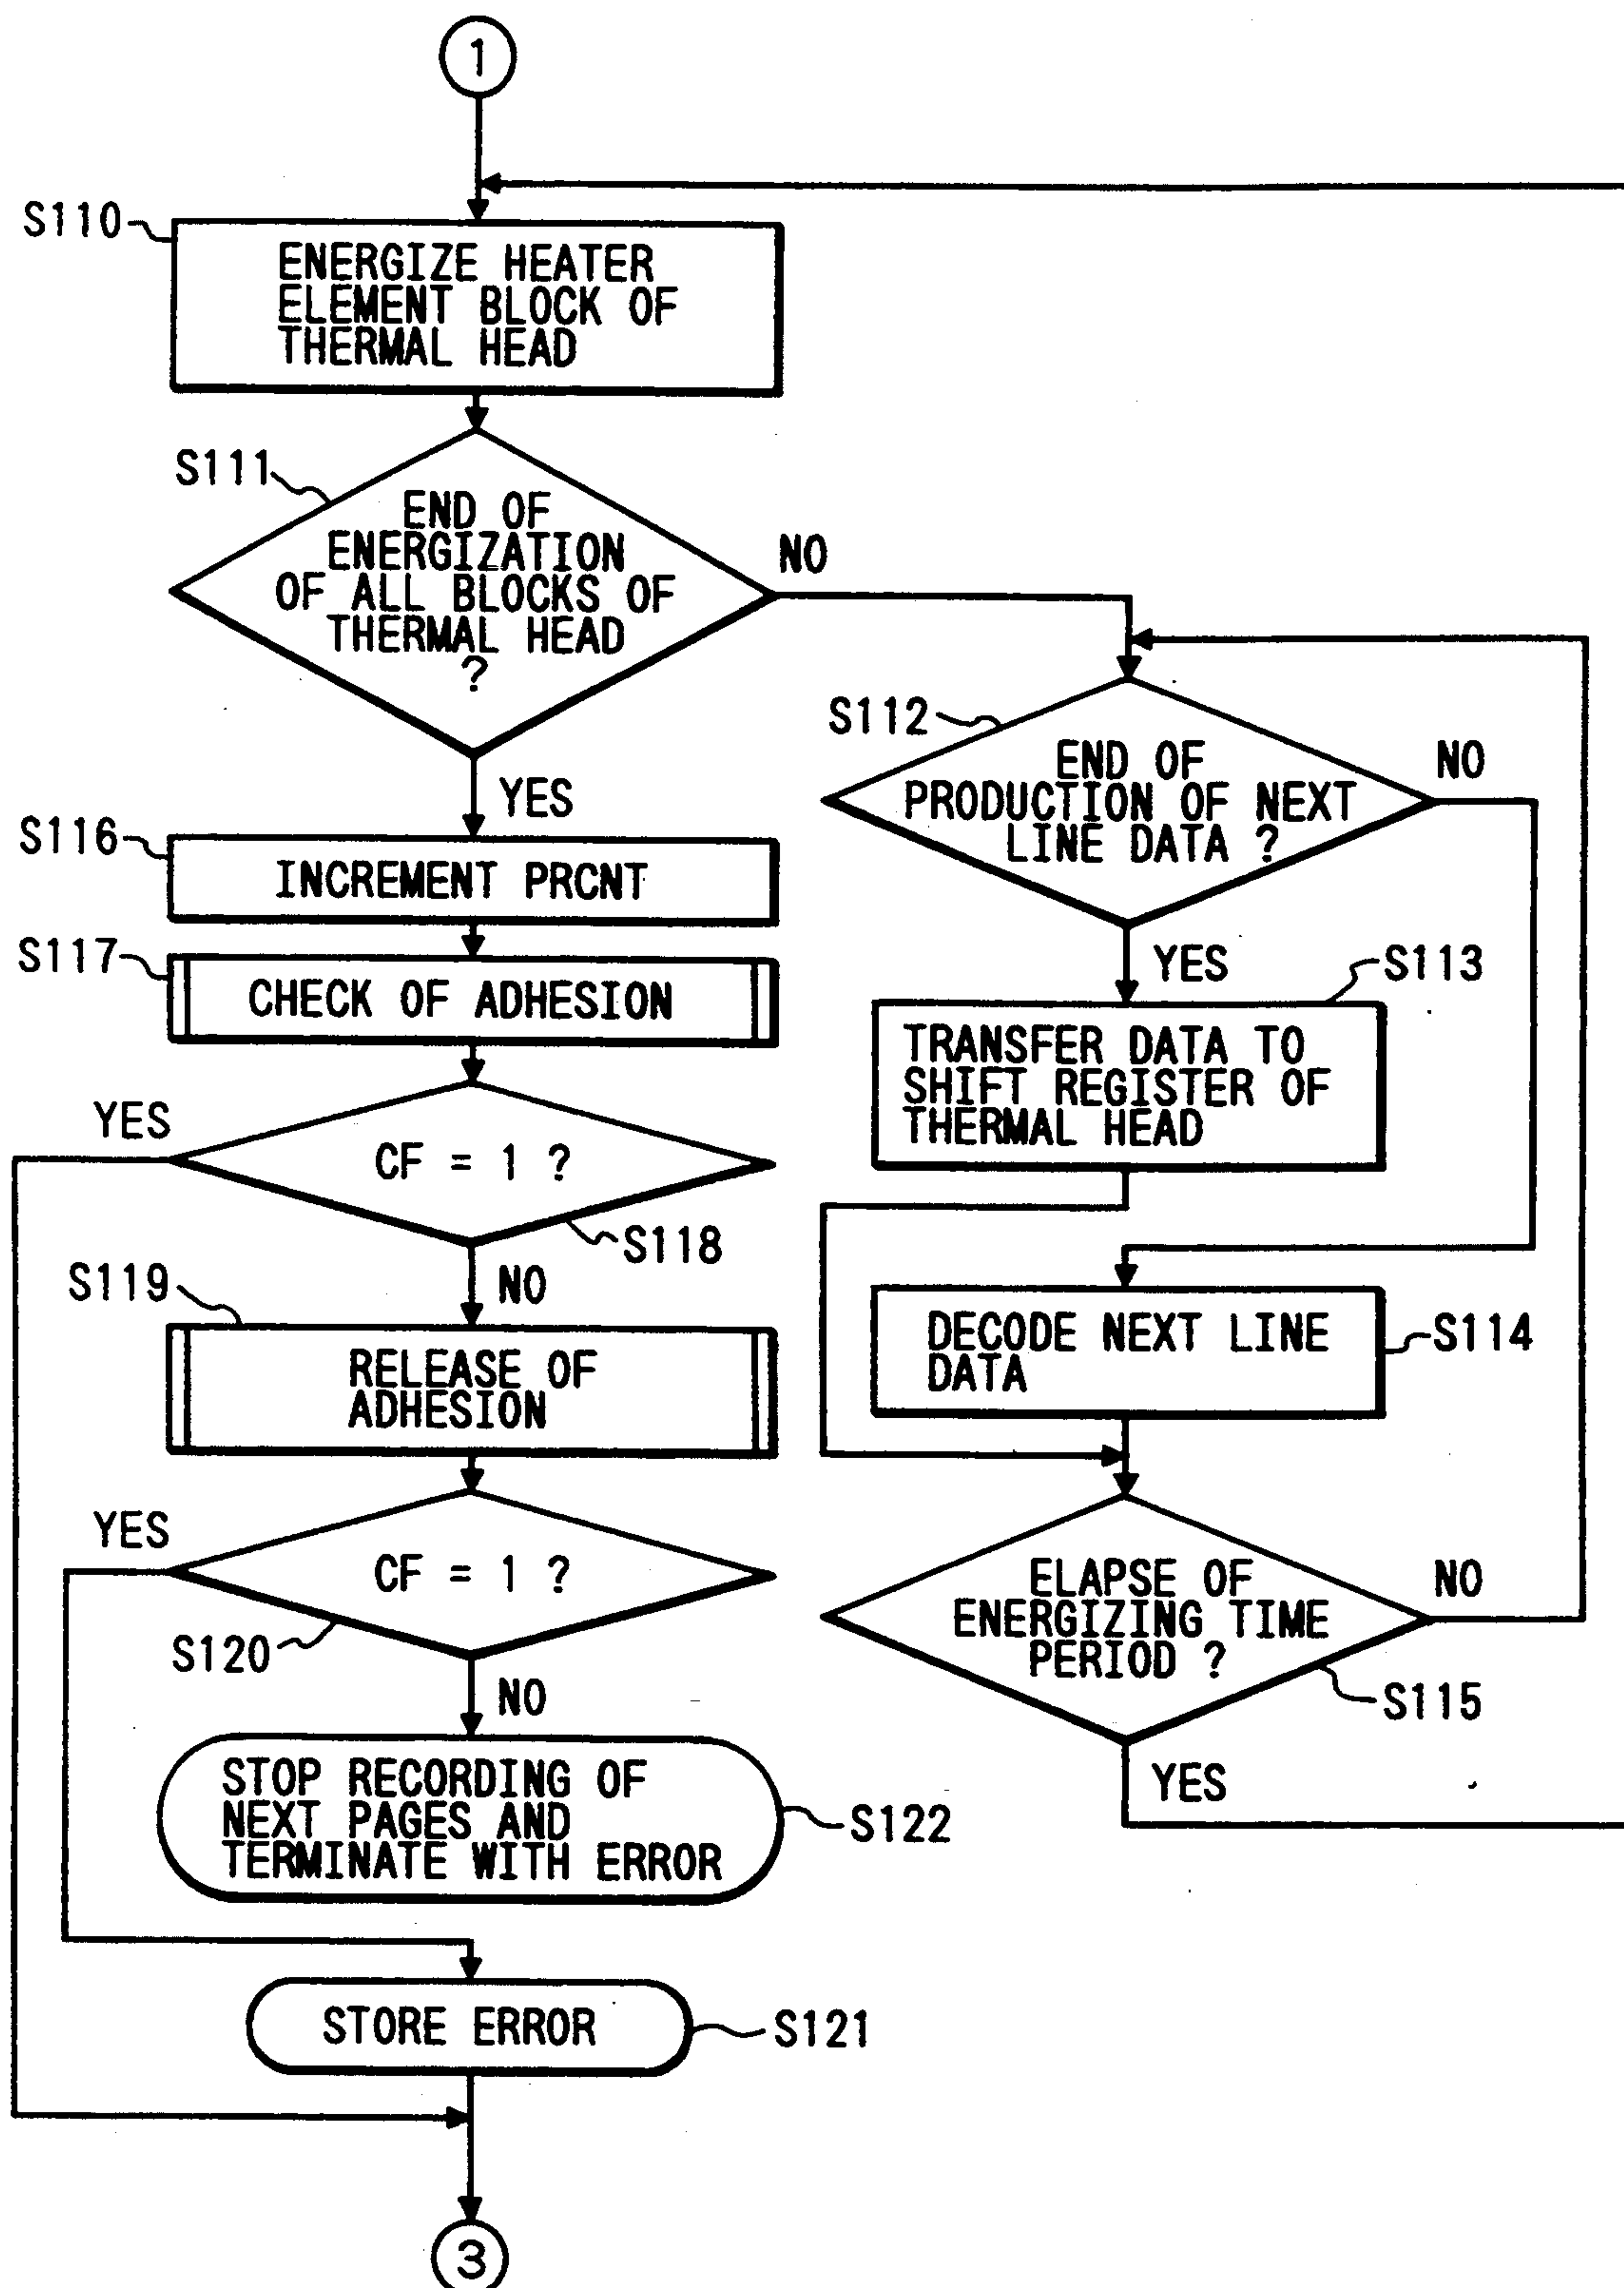 1
S110
ENERGIZE HEATER
ELEMENT BLOCK OF
THERMAL HEAD
S111
END OF
ENERGIZATION
OF ALL BLOCKS OF
THERMAL HEAD
?
NO
YES
S112
END OF
PRODUCTION OF NEXT
LINE DATA ?
NO
YES
S113
TRANSFER DATA TO
SHIFT REGISTER OF
THERMAL HEAD
S114
DECODE NEXT LINE
DATA
ELAPSE OF
ENERGIZING TIME
PERIOD ?
NO
S115
YES
S116
INCREMENT PRCNT
S117
CHECK OF ADHESION
YES
CF = 1 ?
S118
NO
S119
RELEASE OF
ADHESION
YES
CF = 1 ?
S120
NO
STOP RECORDING OF
NEXT PAGES AND
TERMINATE WITH ERROR
S122
STORE ERROR
S121
3